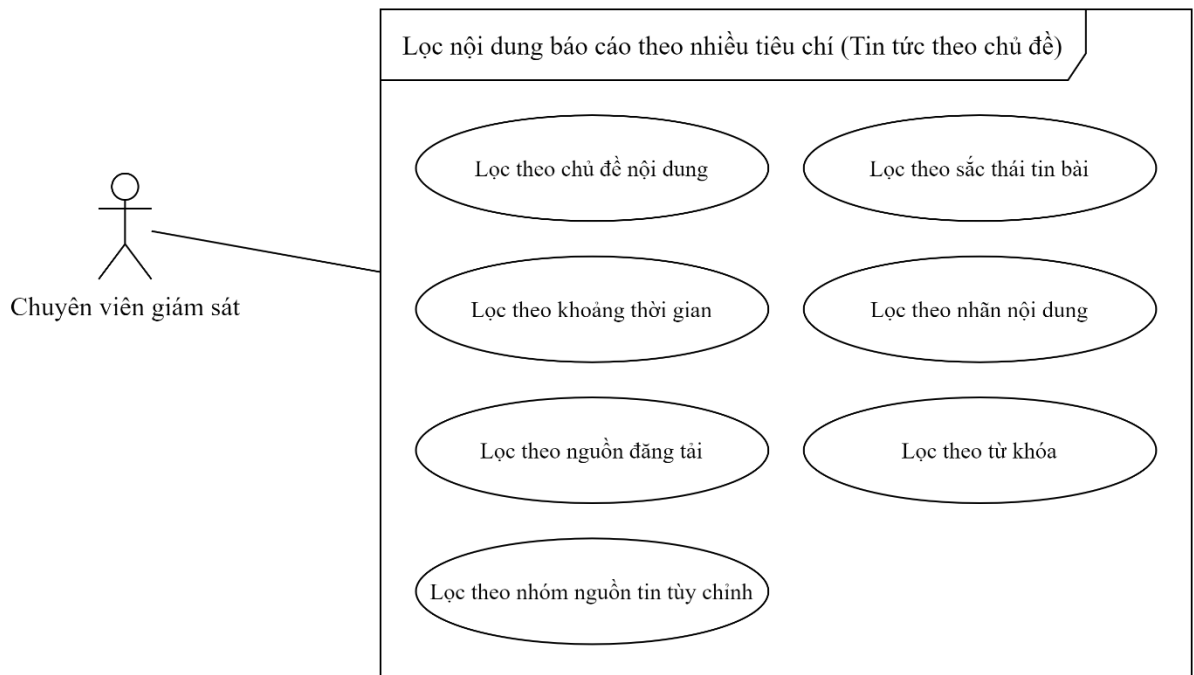 Lọc nội dung báo cáo theo nhiều tiêu chí (Tin tức theo chủ đề)
Lọc theo chủ đề nội dung
Lọc theo sắc thái tin bài
Chuyên viên giám sát
Lọc theo khoảng thời gian
Lọc theo nhãn nội dung
Lọc theo nguồn đăng tải
Lọc theo từ khóa
Lọc theo nhóm nguồn tin tùy chỉnh